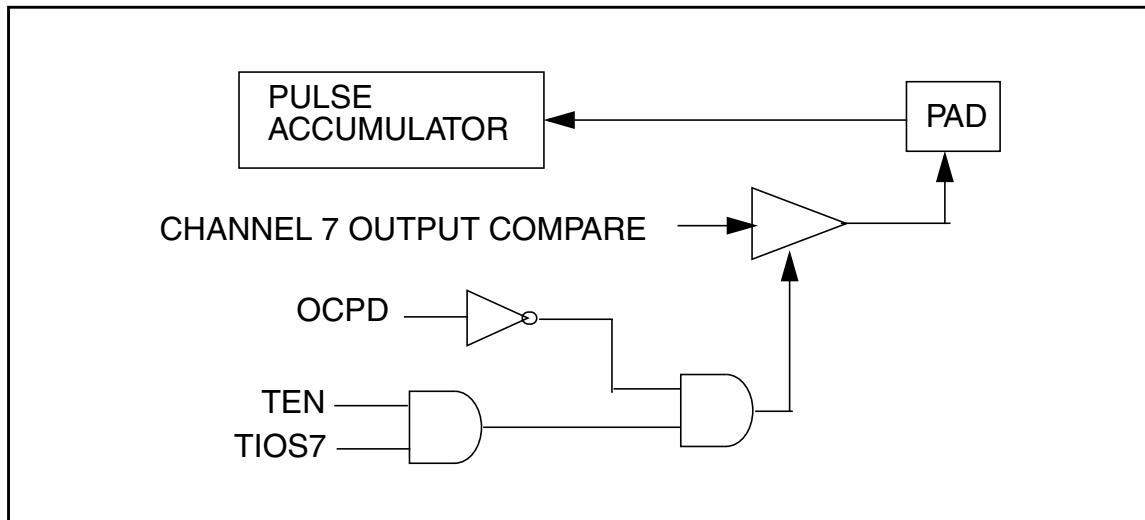 PULSE
ACCUMULATOR
PAD
CHANNEL 7 OUTPUT COMPARE
OCPD
TEN
TIOS7